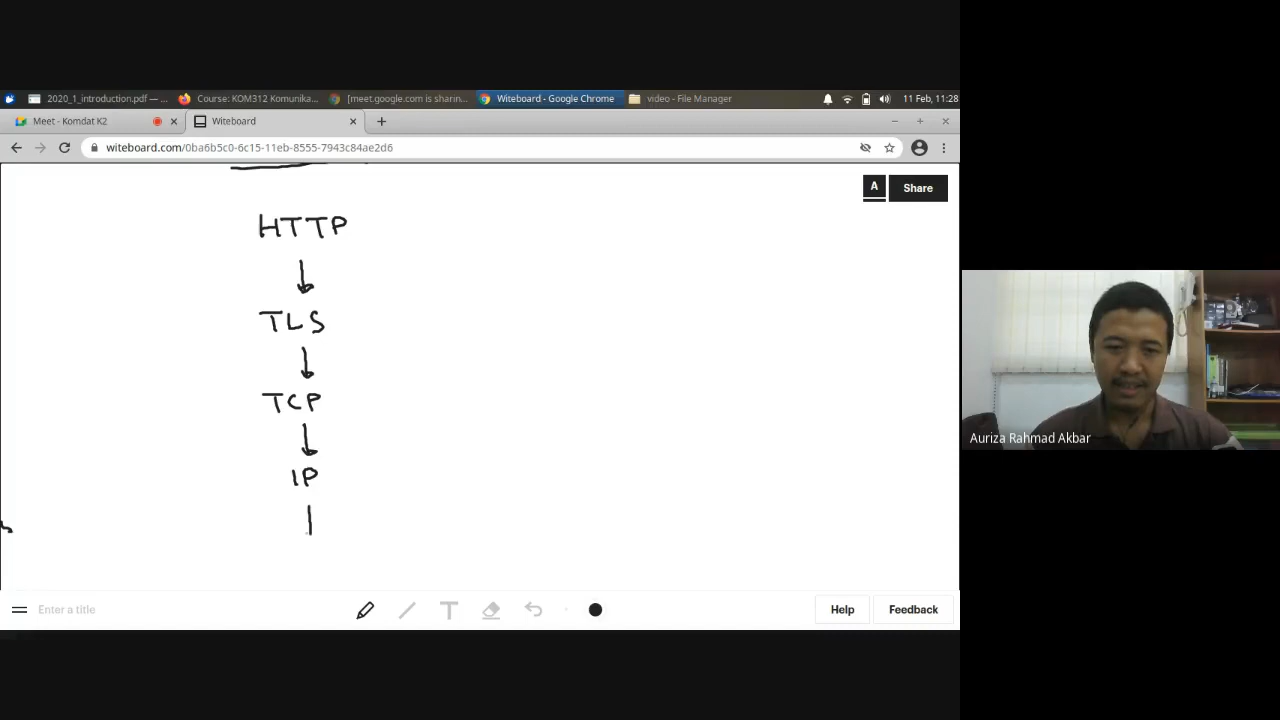 2020_1_introduction.pdf — ...
Course: KOM312 Komunika...
[meet.google.com is sharin...
Witeboard - Google Chrome
video - File Manager
11 Feb, 11:28
Meet - Komdat K2
Witeboard
witeboard.com/0ba6b5c0-6c15-11eb-8555-7943c84ae2d6
A
Share
HTTP
TLS
TCP
IP
Auriza Rahmad Akbar
Enter a title
T
Help
Feedback